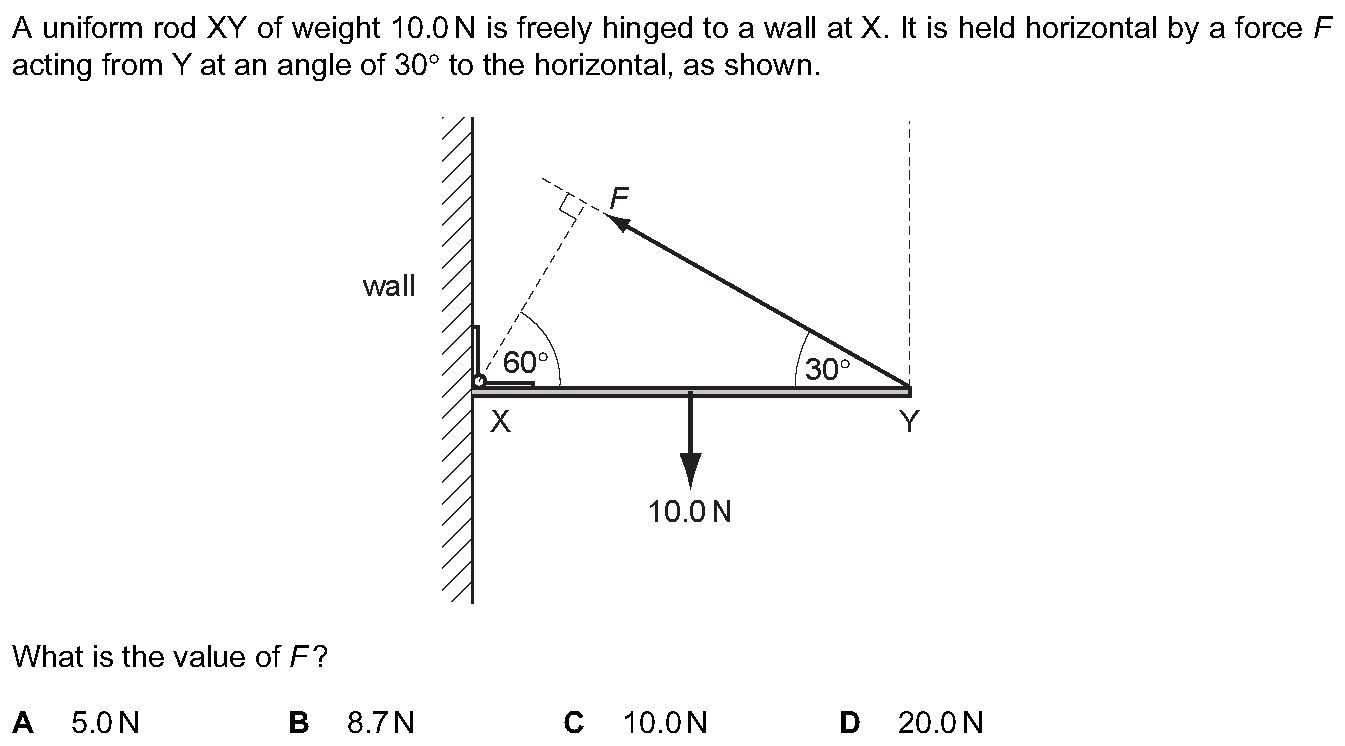 A uniform rod XY of weight 10.0 N is freely hinged to a wall at X. It is held horizontal by a force F
acting from Y at an angle of 30° to the horizontal, as shown.
F
wall
60°
30°
X
Y
10.0 N
What is the value of F?
A 5.0 N B 8.7 N C 10.0 N D 20.0 N